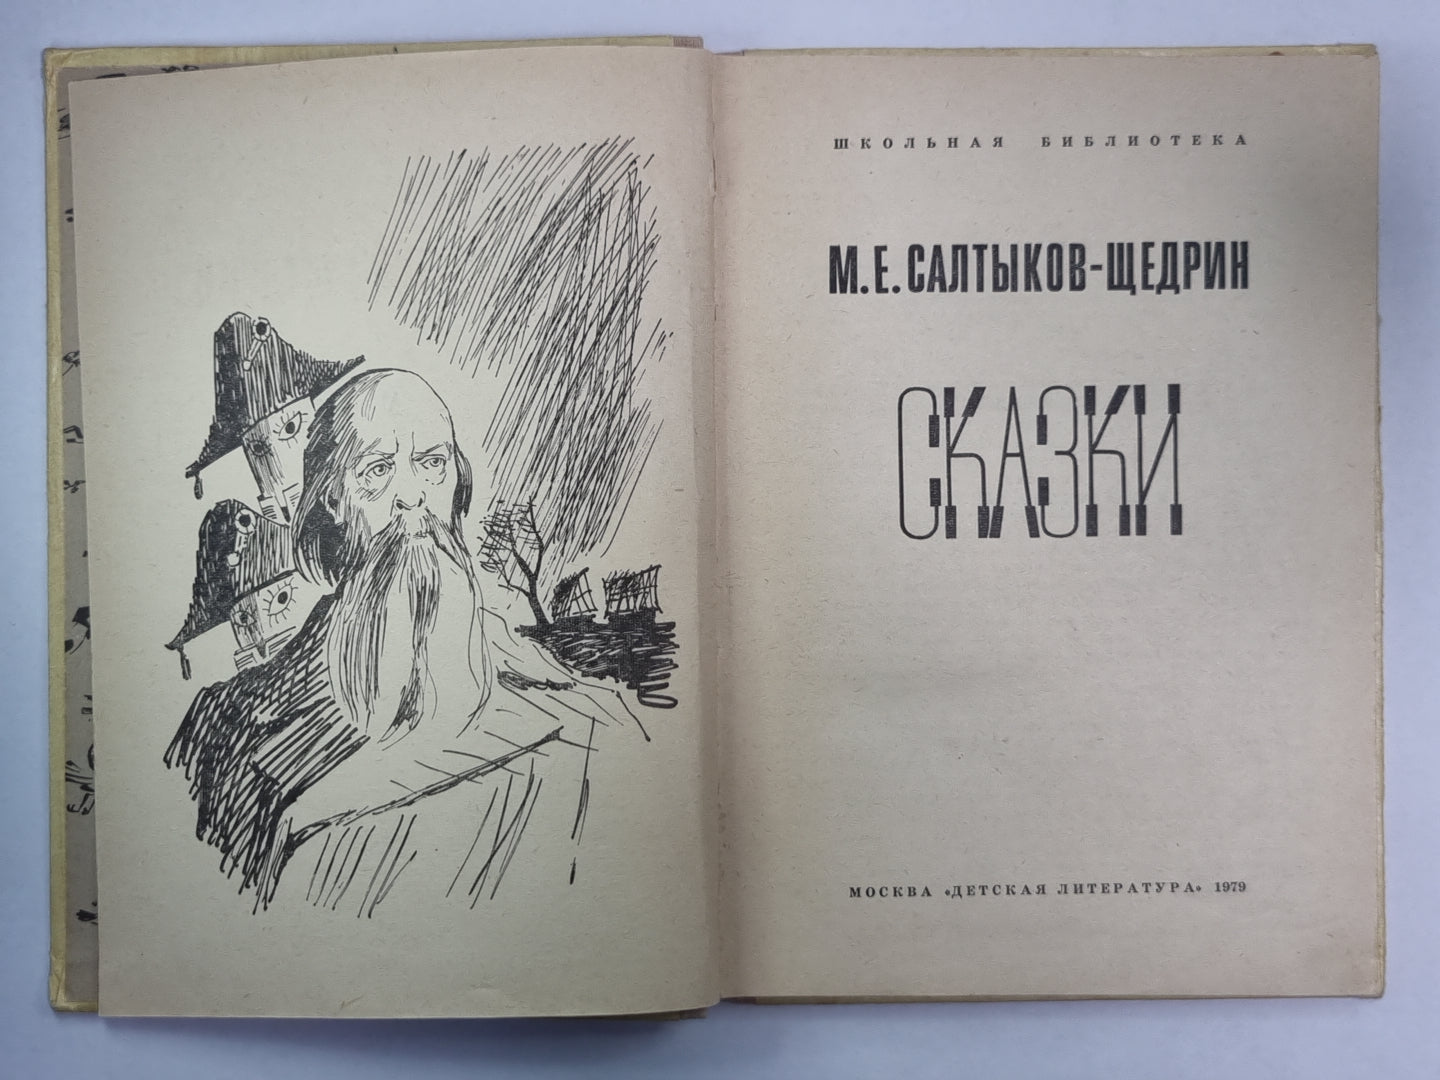 ШКОЛЬНАЯ БИБЛИОТЕКА
М. Е. САЛТЫКОВ-ЩЕДРИН
СКАЗКИ
МОСКВА «ДЕТСКАЯ ЛИТЕРАТУРА» 1979